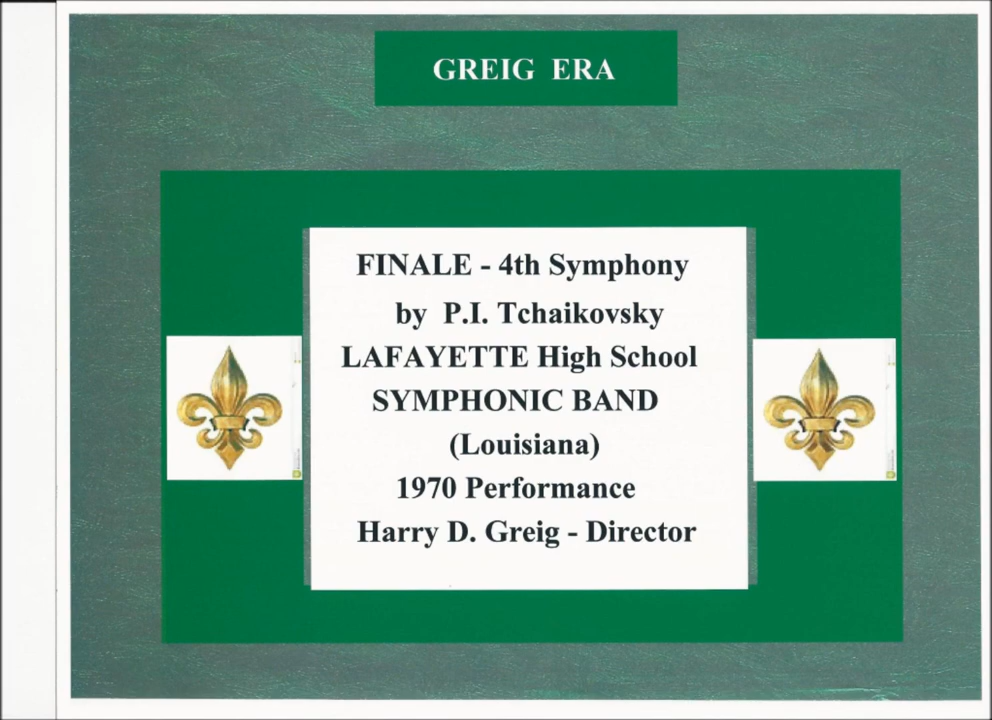 GREIG ERA
FINALE - 4th Symphony
by P.I. Tchaikovsky
LAFAYETTE High School
SYMPHONIC BAND
(Louisiana)
1970 Performance
Harry D. Greig - Director